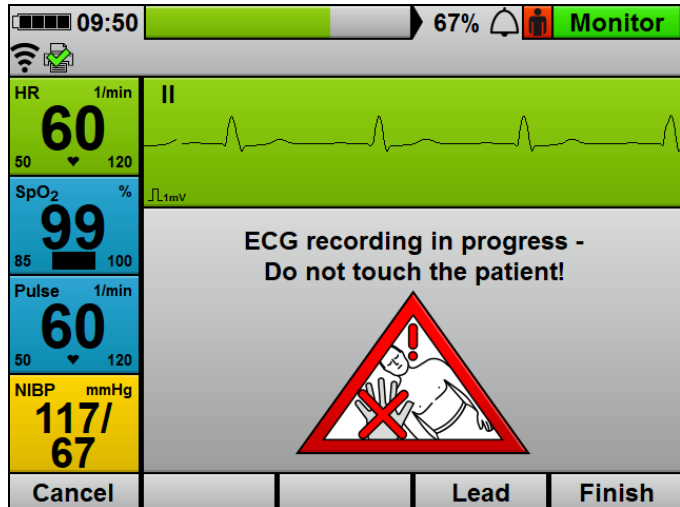 09:50
67%
Monitor
HR 1/min
60
50 120
II
1mV
SpO2 %
99
85 100
Pulse 1/min
60
50 120
NIBP mmHg
117/
67
ECG recording in progress -
Do not touch the patient!
!
Cancel
Lead
Finish